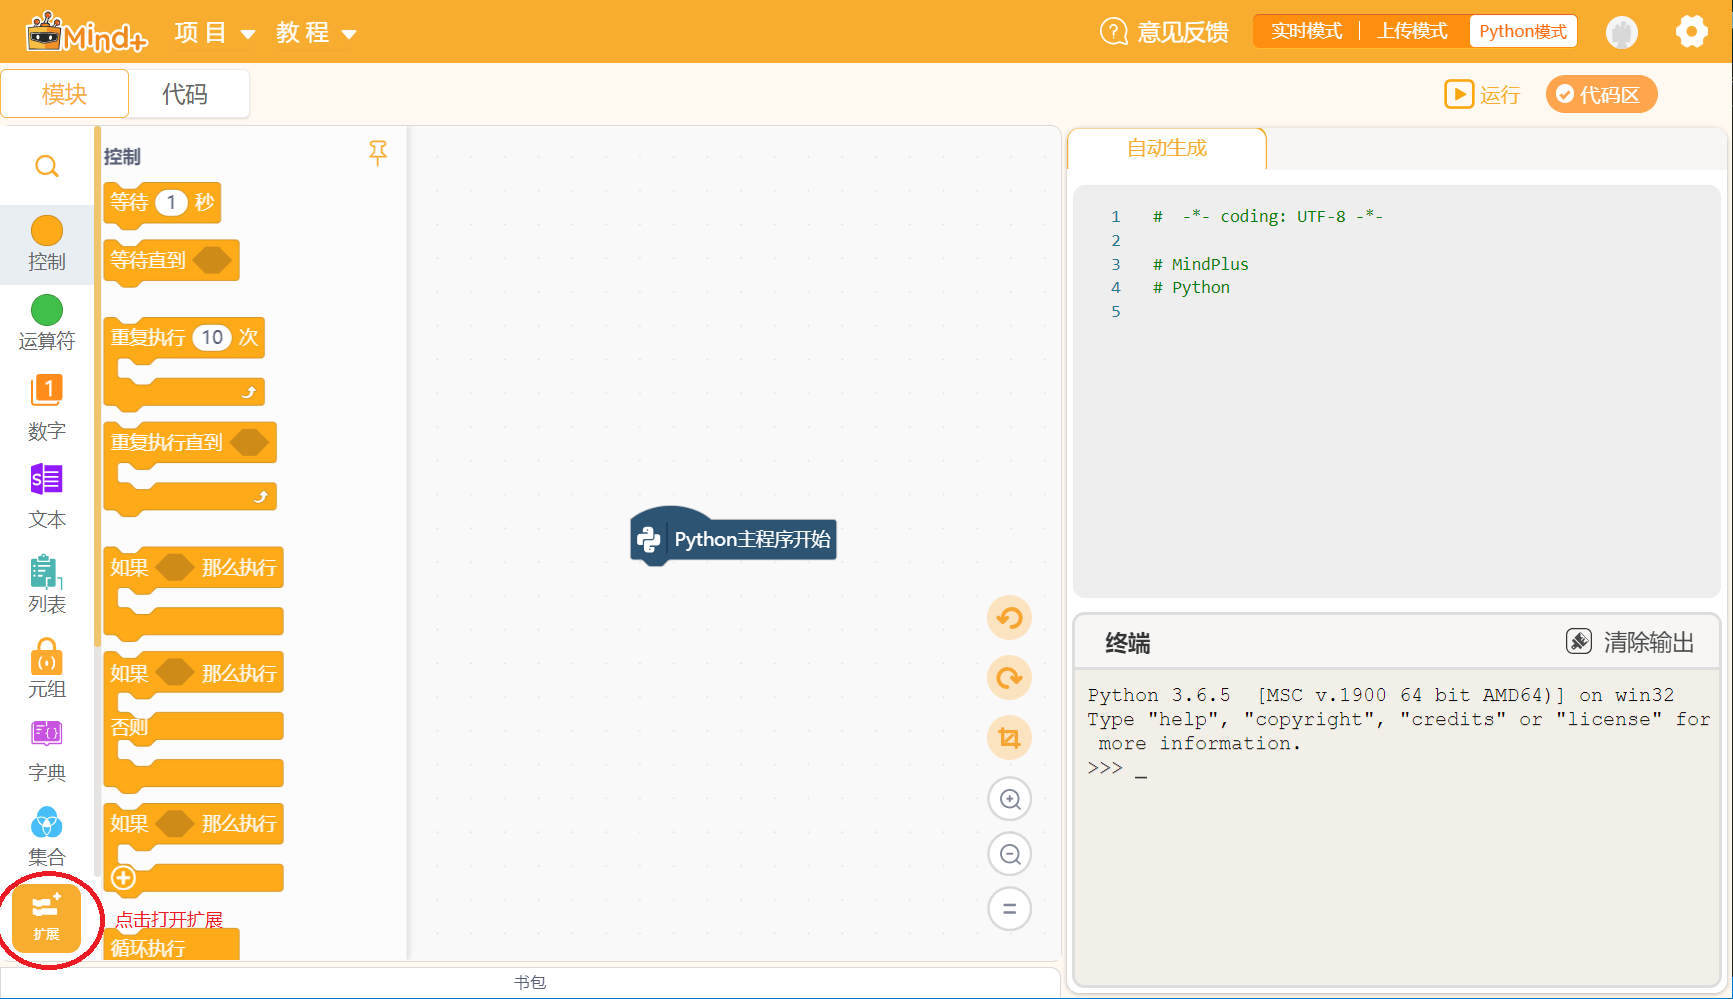 Mind+ 项目 教程 意见反馈 实时模式 上传模式 Python模式
模块 代码 运行 代码区
控制
运算符
1
数字
S
文本
列表
元组
字典
集合
扩展
控制
等待 1 秒
等待直到
重复执行 10 次
重复执行直到
如果 那么执行
如果 那么执行
否则
如果 那么执行
点击打开扩展
循环执行
Python主程序开始
书包
自动生成
1 # -*- coding: UTF-8 -*-
2
3 # MindPlus
4 # Python
5
终端 清除输出
Python 3.6.5 [MSC v.1900 64 bit AMD64)] on win32
Type "help", "copyright", "credits" or "license" for
more information.
>>> _